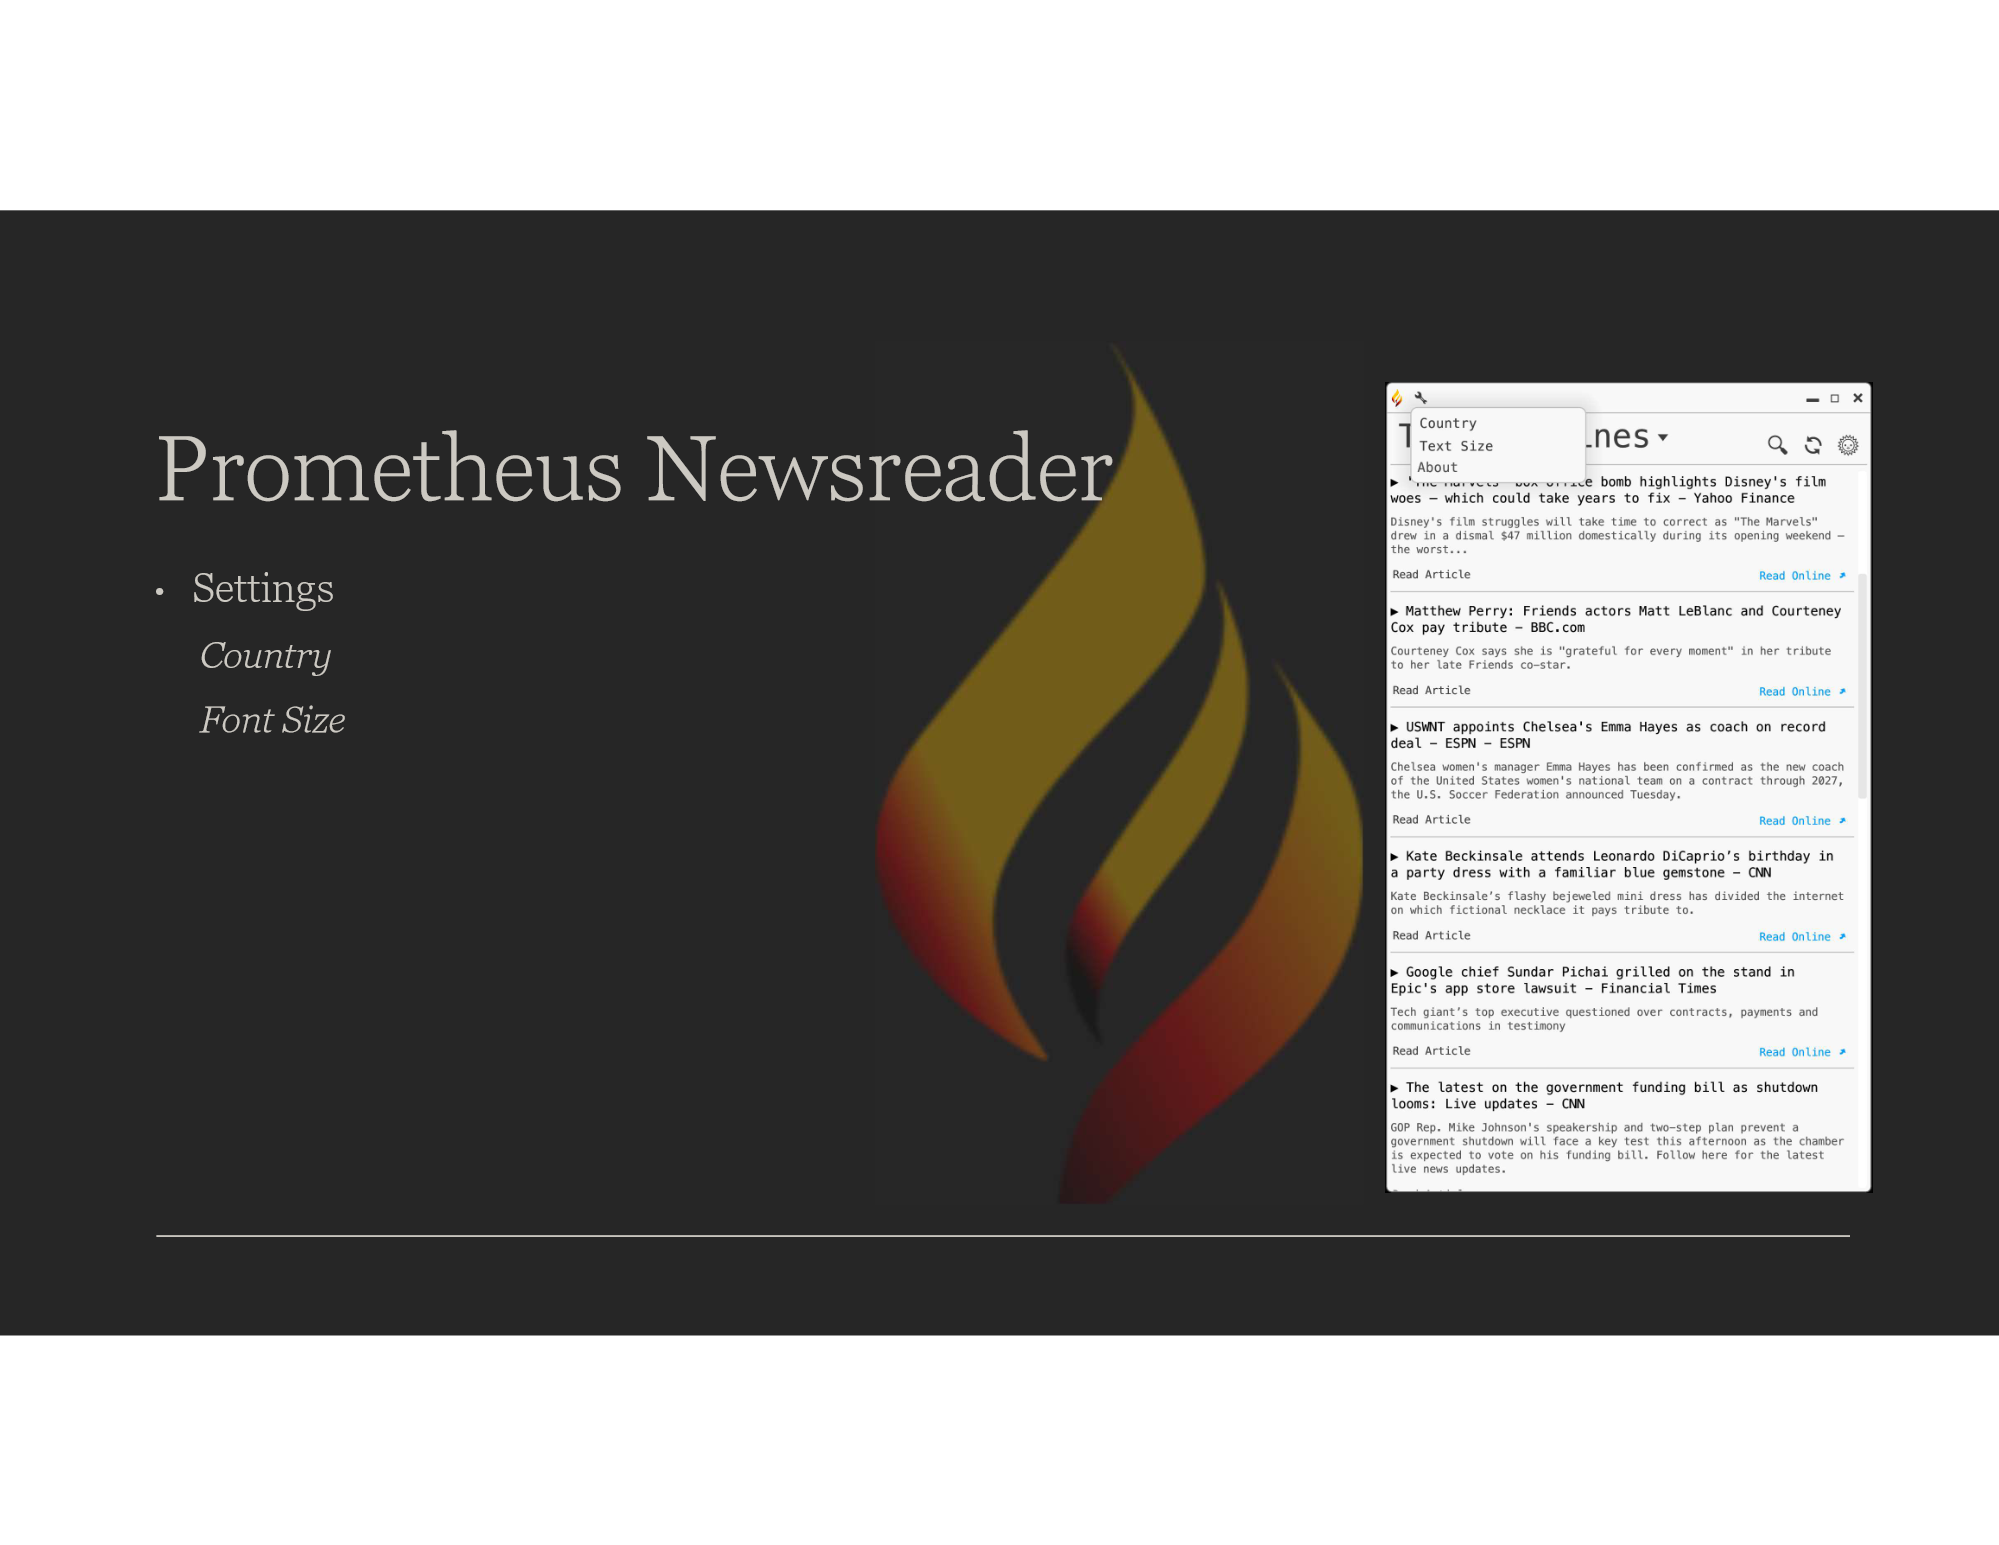 Prometheus Newsreader
• Settings
Country
Font Size
Country
Text Size
About
T
ines
▶ 'The Marvels' box office bomb highlights Disney's film
woes – which could take years to fix – Yahoo Finance
Disney's film struggles will take time to correct as "The Marvels"
drew in a dismal $47 million domestically during its opening weekend –
the worst...
Read Article Read Online
▶ Matthew Perry: Friends actors Matt LeBlanc and Courteney
Cox pay tribute – BBC.com
Courteney Cox says she is "grateful for every moment" in her tribute
to her late Friends co-star.
Read Article Read Online
▶ USWNT appoints Chelsea's Emma Hayes as coach on record
deal – ESPN – ESPN
Chelsea women's manager Emma Hayes has been confirmed as the new coach
of the United States women's national team on a contract through 2027,
the U.S. Soccer Federation announced Tuesday.
Read Article Read Online
▶ Kate Beckinsale attends Leonardo DiCaprio’s birthday in
a party dress with a familiar blue gemstone – CNN
Kate Beckinsale’s flashy bejeweled mini dress has divided the internet
on which fictional necklace it pays tribute to.
Read Article Read Online
▶ Google chief Sundar Pichai grilled on the stand in
Epic's app store lawsuit – Financial Times
Tech giant’s top executive questioned over contracts, payments and
communications in testimony
Read Article Read Online
▶ The latest on the government funding bill as shutdown
looms: Live updates – CNN
GOP Rep. Mike Johnson's speakership and two-step plan prevent a
government shutdown will face a key test this afternoon as the chamber
is expected to vote on his funding bill. Follow here for the latest
live news updates.